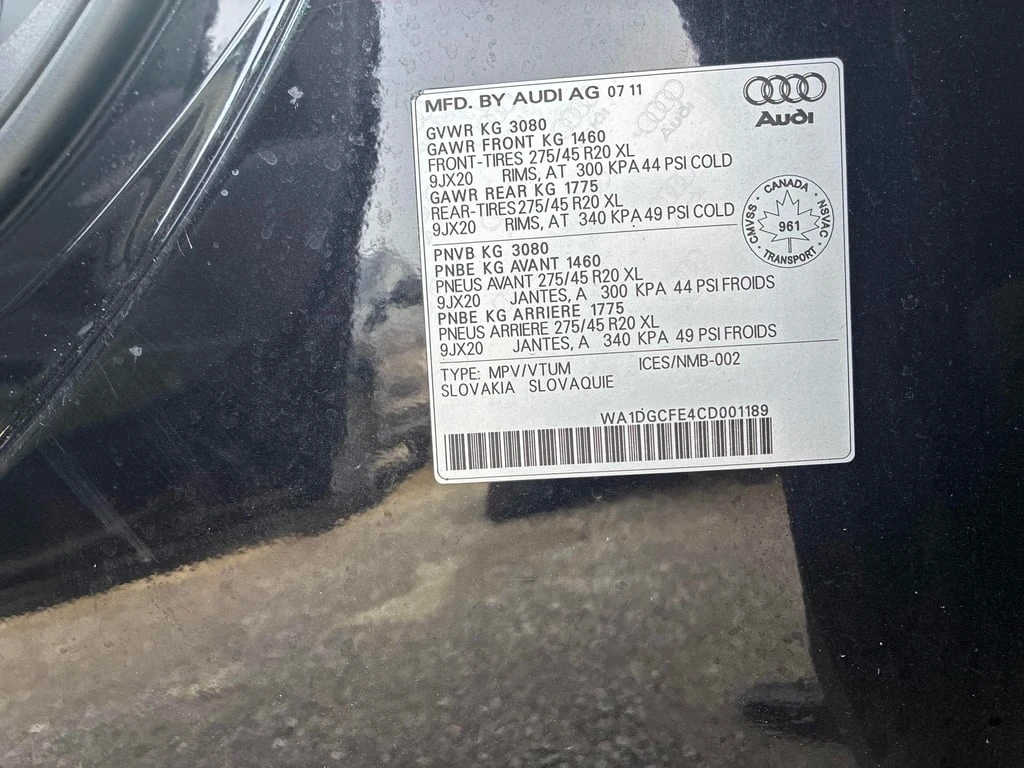 MFD. BY AUDI AG 07 11
Audi
GVWR KG 3080
GAWR FRONT KG 1460
FRONT-TIRES 275/45 R20 XL
9JX20 RIMS, AT 300 KPA 44 PSI COLD
GAWR REAR KG 1775
REAR-TIRES 275/45 R20 XL
9JX20 RIMS, AT 340 KPA 49 PSI COLD
CANADA
CMVSS · NSVAC
961
TRANSPORT
PNVB KG 3080
PNBE KG AVANT 1460
PNEUS AVANT 275/45 R20 XL
9JX20 JANTES, A 300 KPA 44 PSI FROIDS
PNBE KG ARRIERE 1775
PNEUS ARRIERE 275/45 R20 XL
9JX20 JANTES, A 340 KPA 49 PSI FROIDS
TYPE: MPV/VTUM ICES/NMB-002
SLOVAKIA SLOVAQUIE
WA1DGCFE4CD001189